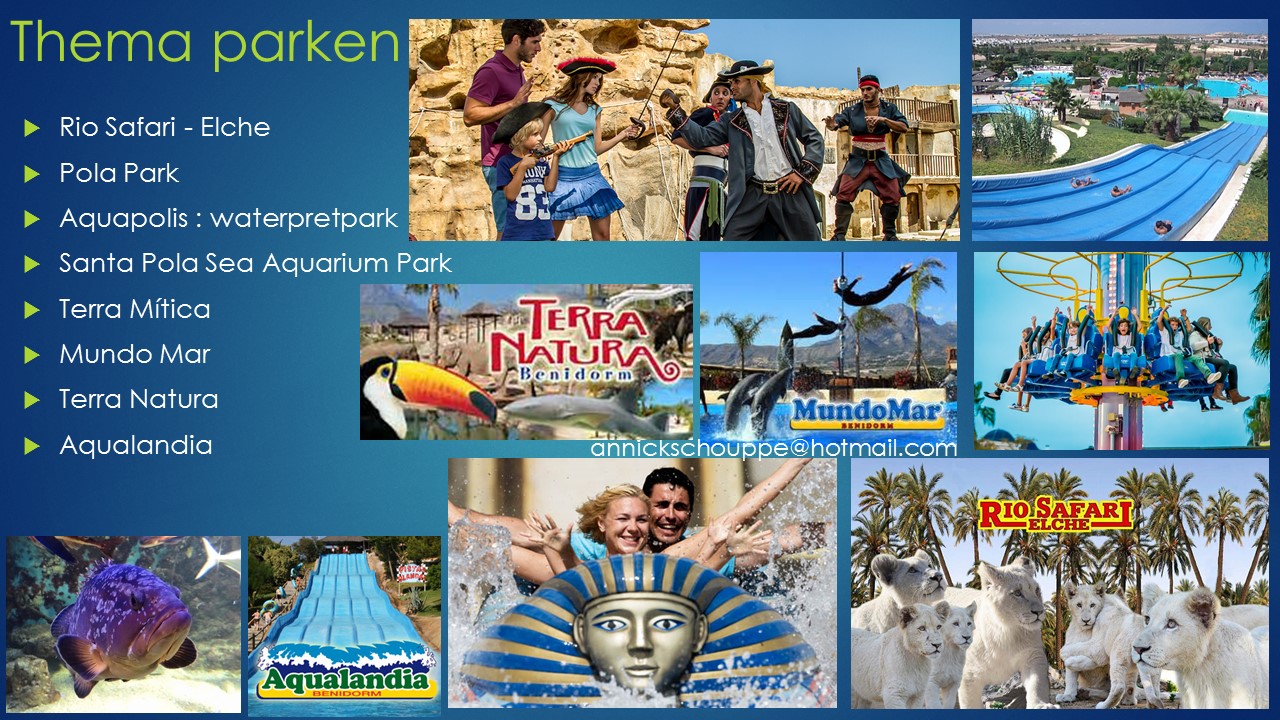 Thema parken
Rio Safari - Elche
Pola Park
Aquapolis : waterpretpark
Santa Pola Sea Aquarium Park
Terra Mítica
Mundo Mar
Terra Natura
Aqualandia
83
TERRA
NATURA
Benidorm
MundoMar
BENIDORM
annickschouppe@hotmail.com
Aqualandia
BENIDORM
RIO SAFARI
ELCHE